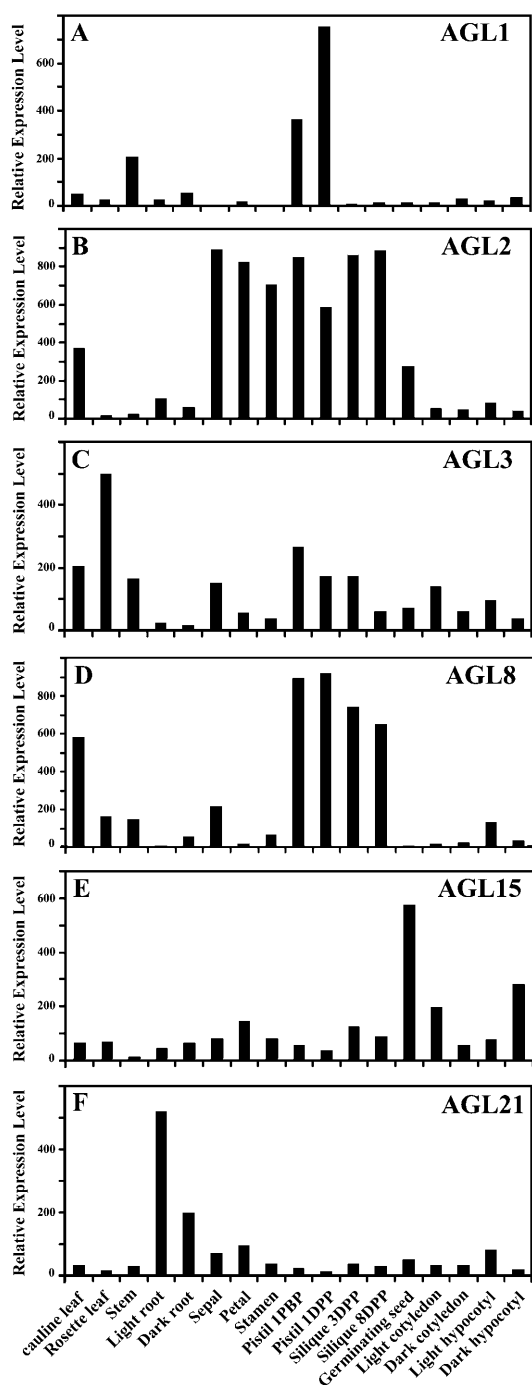 A AGL1
Relative Expression Level
600
400
200
0
B AGL2
Relative Expression Level
800
600
400
200
0
C AGL3
Relative Expression Level
400
200
0
D AGL8
Relative Expression Level
800
600
400
200
0
E AGL15
Relative Expression Level
600
400
200
0
F AGL21
Relative Expression Level
400
200
0
cauline leaf
Rosette leaf
Stem
Light root
Dark root
Sepal
Petal
Stamen
Pistil 1PBP
Pistil 1DPP
Silique 3DPP
Silique 8DPP
Germinating seed
Light cotyledon
Dark cotyledon
Light hypocotyl
Dark hypocotyl